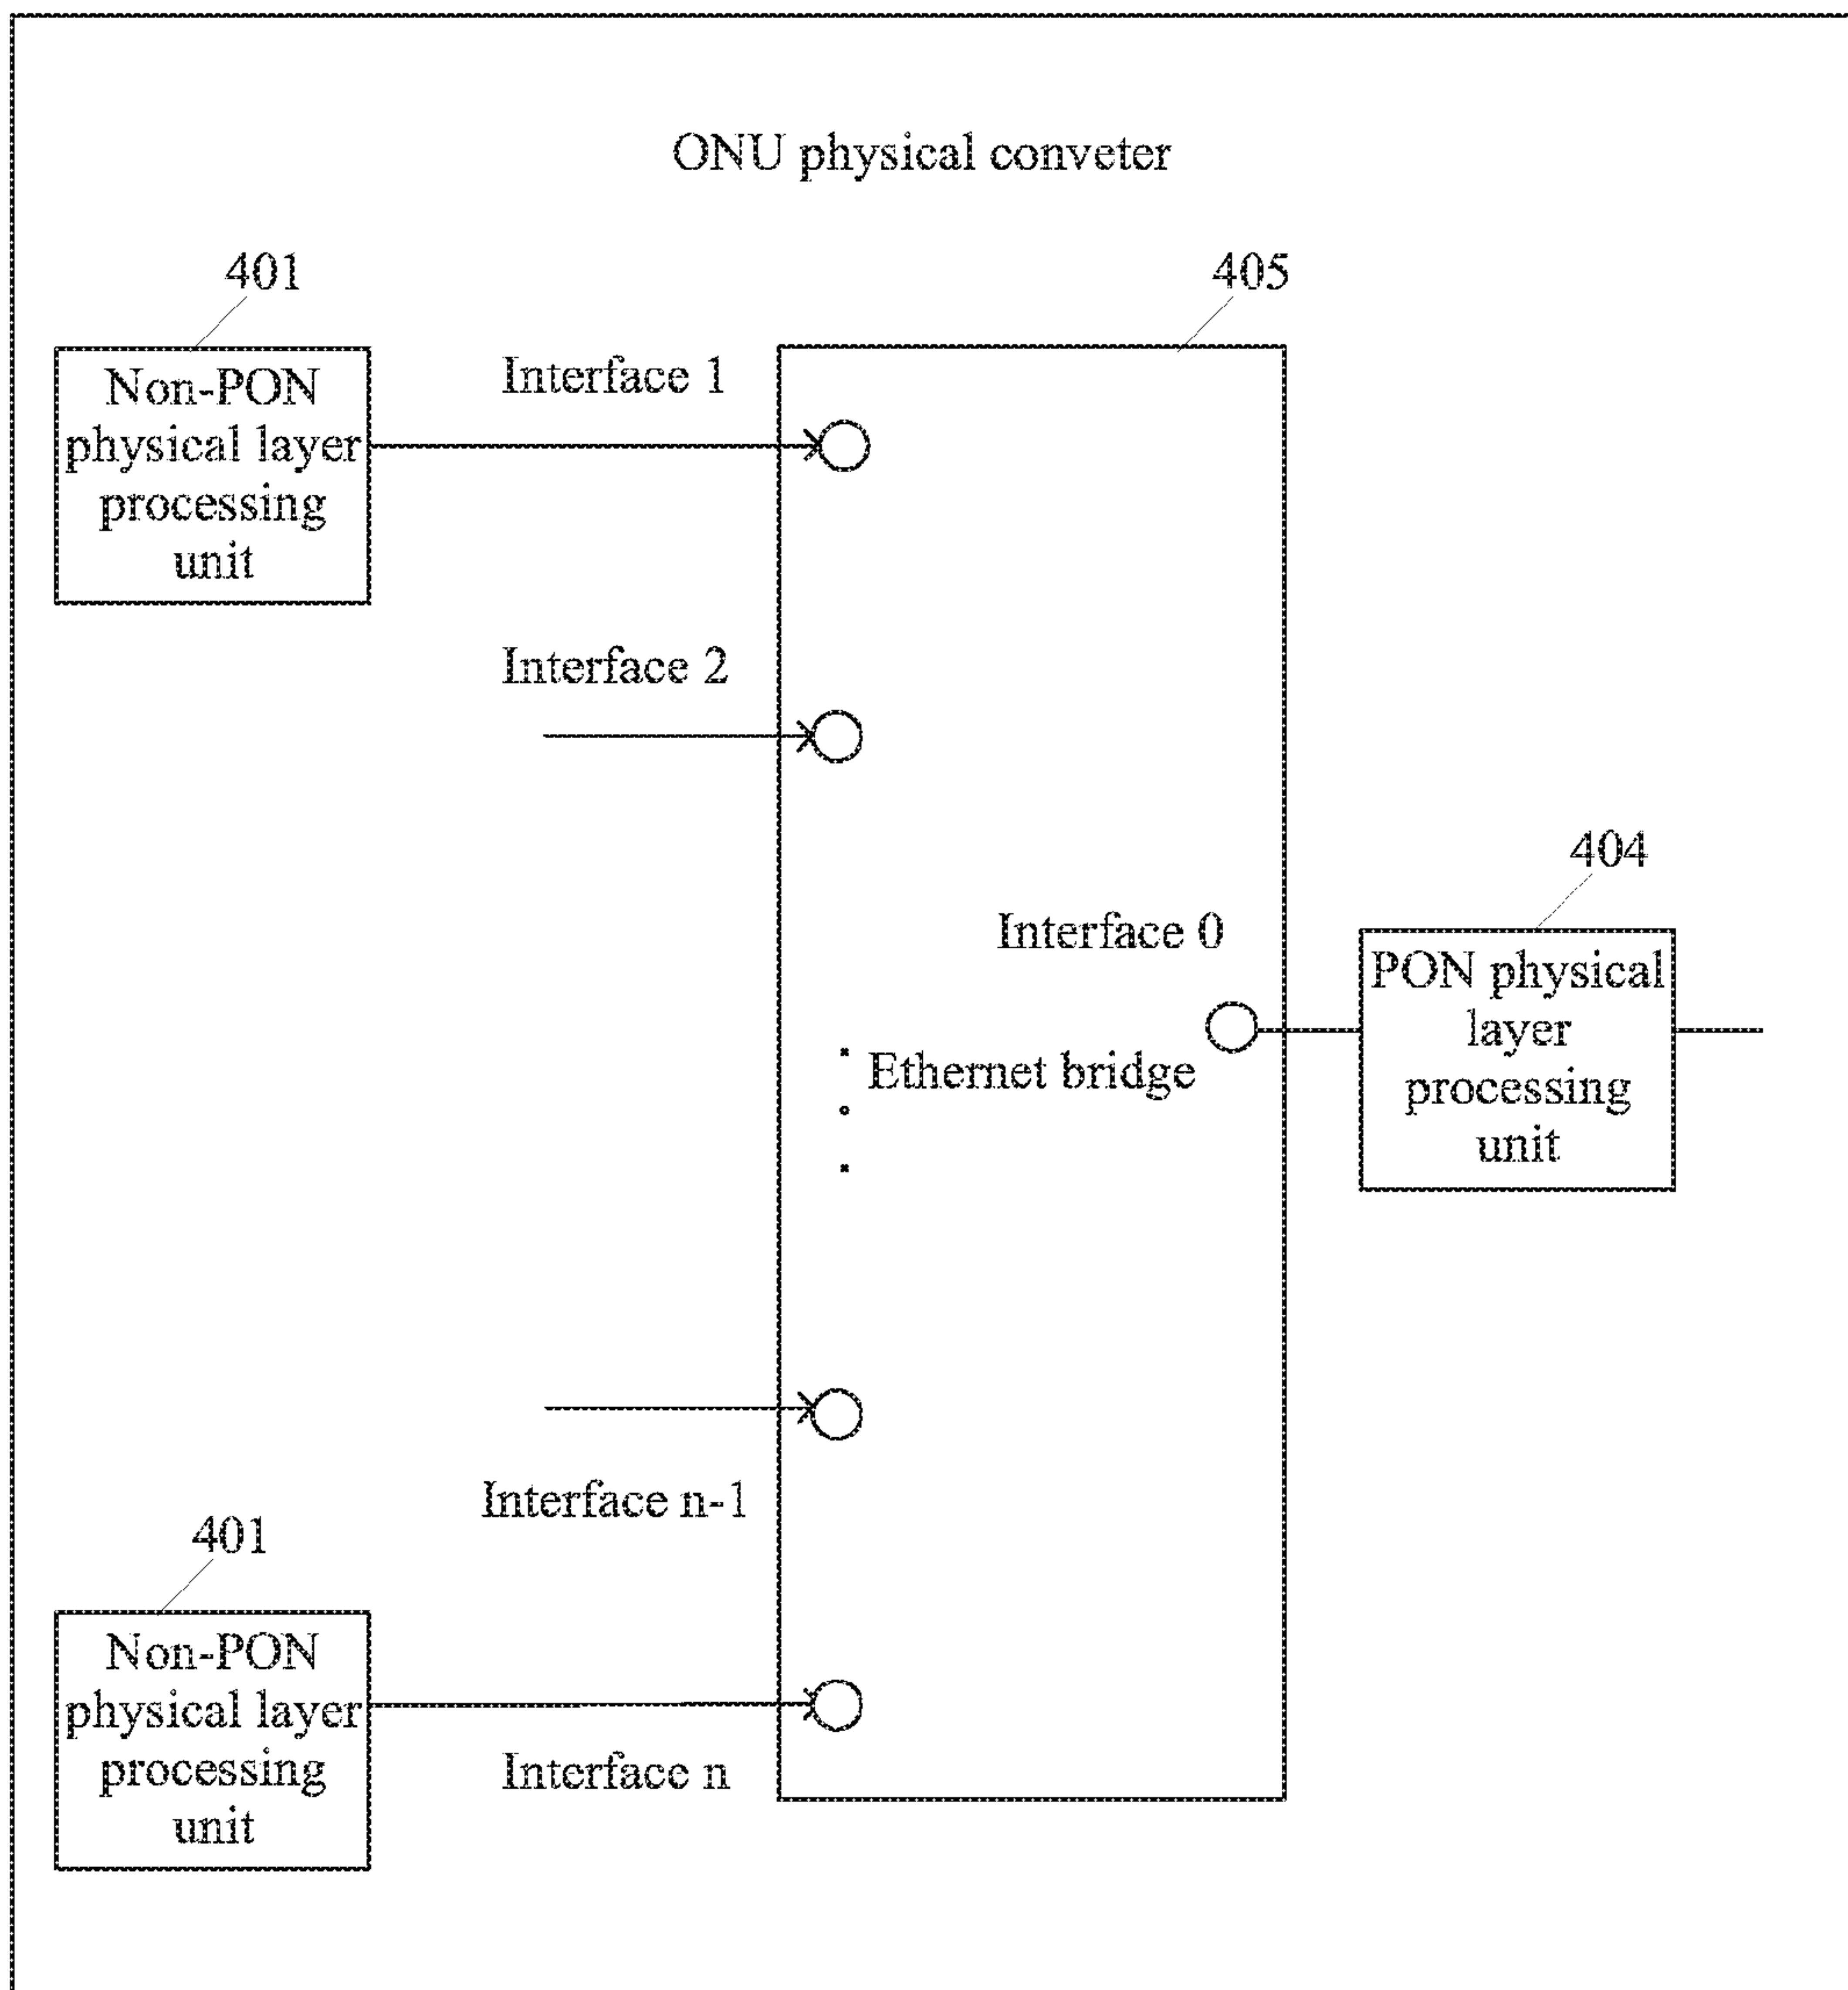 ONU physical conveter
401
405
Non-PON
physical layer
processing
unit
Interface 1
Interface 2
404
Interface 0
PON physical
layer
processing
unit
Ethernet bridge
Interface n-1
401
Non-PON
physical layer
processing
unit
Interface n